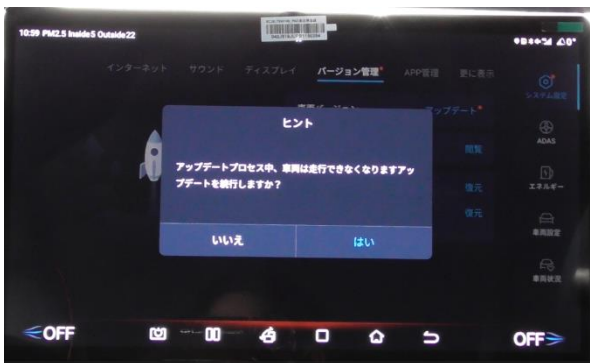 10:59 PM2.5 Inside5 Outside22
インターネット サウンド ディスプレイ バージョン管理 APP管理 更に表示
アップデート
システム設定
ヒント
ADAS
アップデートプロセス中、車両は走行できなくなりますアッ
プデートを続行しますか?
閲覧
復元
エネルギー
復元
いいえ はい
車両設定
車両状況
OFF OFF